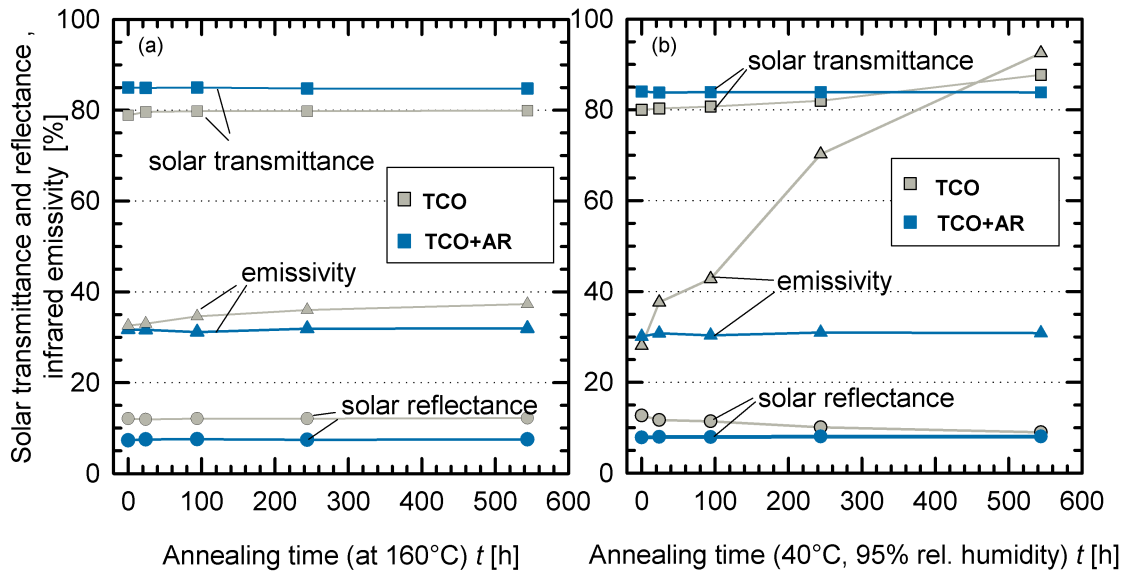 Solar transmittance and reflectance ,
infrared emissivity [%]
100
80
60
40
20
0
(a)
solar transmittance
TCO
TCO+AR
emissivity
solar reflectance
0 100 200 300 400 500 600
Annealing time (at 160°C) t [h]
100
80
60
40
20
0
(b)
solar transmittance
TCO
TCO+AR
emissivity
solar reflectance
0 100 200 300 400 500 600
Annealing time (40°C, 95% rel. humidity) t [h]